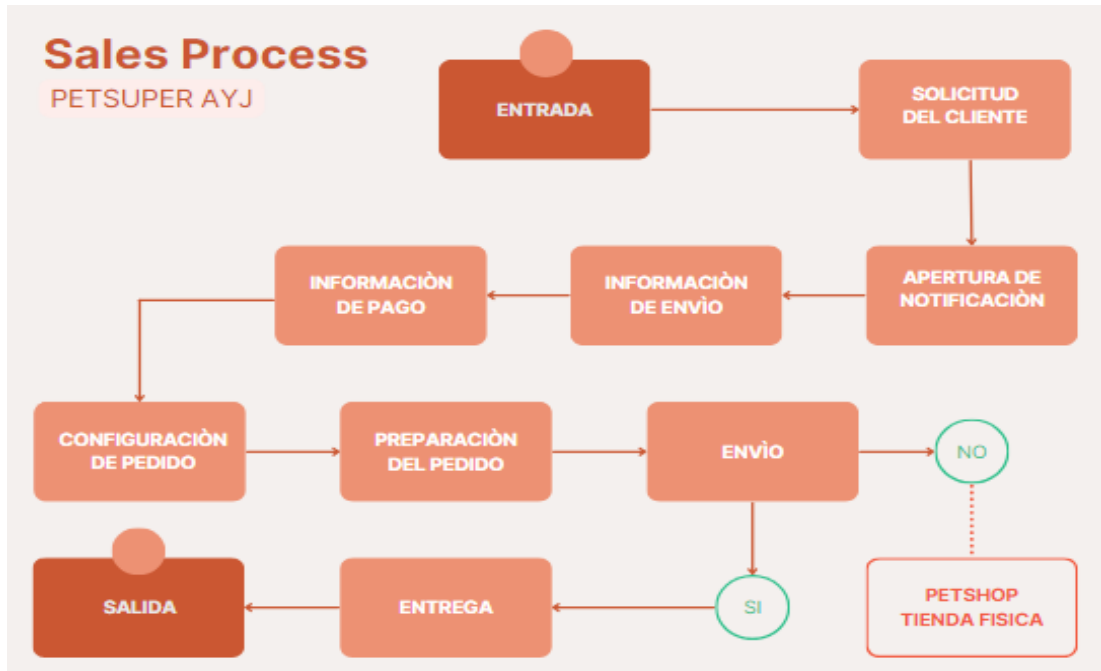 Sales Process
PETSUPER AYJ
ENTRADA
SOLICITUD
DEL CLIENTE
APERTURA DE
NOTIFICACIÒN
INFORMACIÒN
DE ENVÌO
INFORMACIÒN
DE PAGO
CONFIGURACIÒN
DE PEDIDO
PREPARACIÒN
DEL PEDIDO
ENVÌO
NO
PETSHOP
TIENDA FISICA
SI
ENTREGA
SALIDA